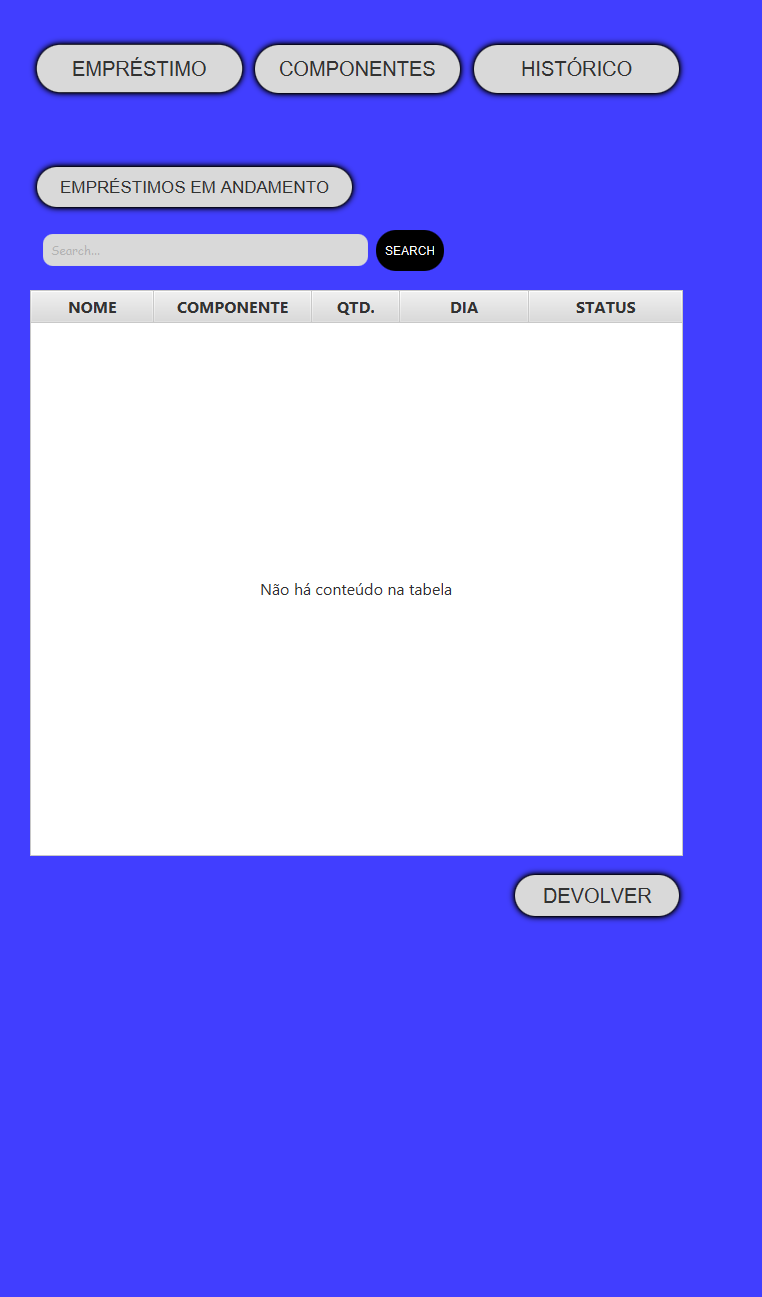 EMPRÉSTIMO COMPONENTES HISTÓRICO
EMPRÉSTIMOS EM ANDAMENTO
Search... SEARCH
NOME COMPONENTE QTD. DIA STATUS
Não há conteúdo na tabela
DEVOLVER